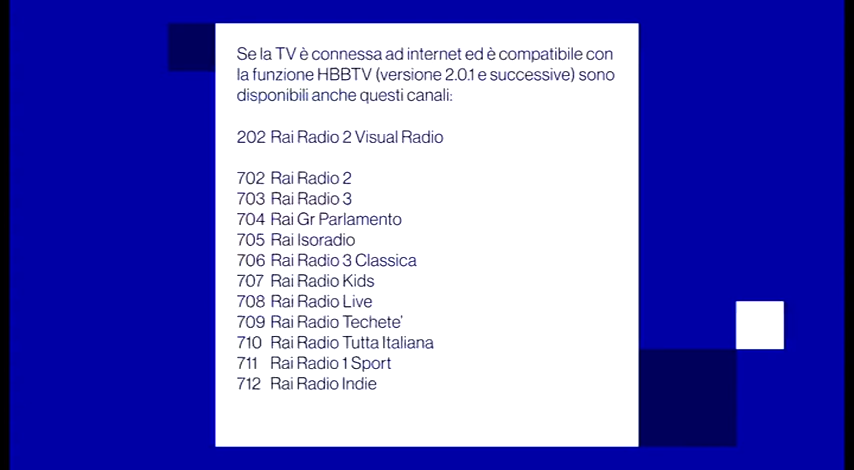 Se la TV è connessa ad internet ed è compatibile con
la funzione HBBTV (versione 2.0.1 e successive) sono
disponibili anche questi canali:
202 Rai Radio 2 Visual Radio
702 Rai Radio 2
703 Rai Radio 3
704 Rai Gr Parlamento
705 Rai Isoradio
706 Rai Radio 3 Classica
707 Rai Radio Kids
708 Rai Radio Live
709 Rai Radio Techete'
710 Rai Radio Tutta Italiana
711 Rai Radio 1 Sport
712 Rai Radio Indie